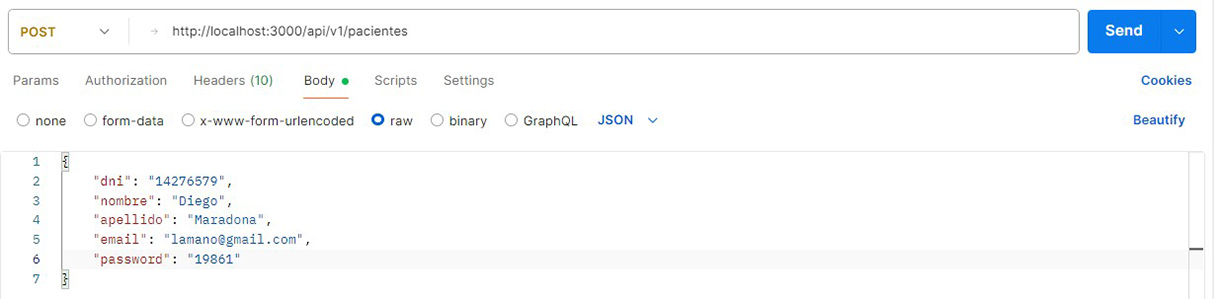 POST → http://localhost:3000/api/v1/pacientes Send
Params Authorization Headers (10) Body Scripts Settings Cookies
none form-data x-www-form-urlencoded raw binary GraphQL JSON Beautify
1 {
2 "dni": "14276579",
3 "nombre": "Diego",
4 "apellido": "Maradona",
5 "email": "lamano@gmail.com",
6 "password": "19861"
7 }